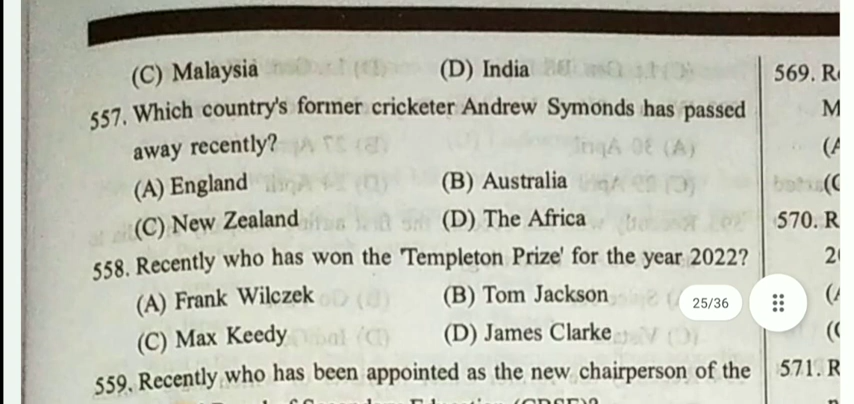 (C) Malaysia (D) India
557. Which country's former cricketer Andrew Symonds has passed
away recently?
(A) England (B) Australia
(C) New Zealand (D) The Africa
558. Recently who has won the 'Templeton Prize' for the year 2022?
(A) Frank Wilczek (B) Tom Jackson
25/36
(C) Max Keedy (D) James Clarke
559. Recently who has been appointed as the new chairperson of the
569.
570. R
571. R